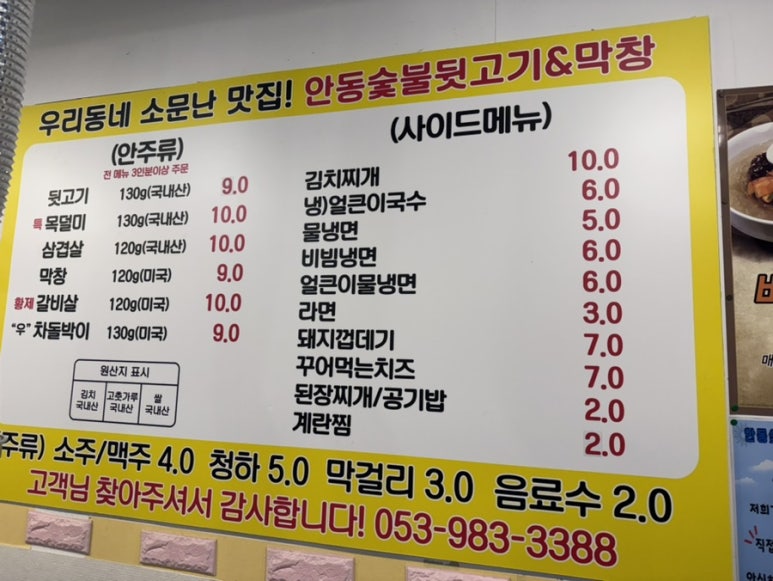 우리동네 소문난 맛집! 안동숯불뒷고기&막창
(안주류)
전 메뉴 3인분이상 주문
뒷고기 130g(국내산) 9.0
특 목덜미 130g(국내산) 10.0
삼겹살 120g(국내산) 10.0
막창 120g(미국) 9.0
황제 갈비살 120g(미국) 10.0
"우" 차돌박이 130g(미국) 9.0
원산지 표시
김치 국내산
고춧가루 국내산
쌀 국내산
(사이드메뉴)
김치찌개 10.0
냉)얼큰이국수 6.0
물냉면 5.0
비빔냉면 6.0
얼큰이물냉면 6.0
라면 3.0
돼지껍데기 7.0
꾸어먹는치즈 7.0
된장찌개/공기밥 2.0
계란찜 2.0
주류) 소주/맥주 4.0 청하 5.0 막걸리 3.0 음료수 2.0
고객님 찾아주셔서 감사합니다! 053-983-3388
저희